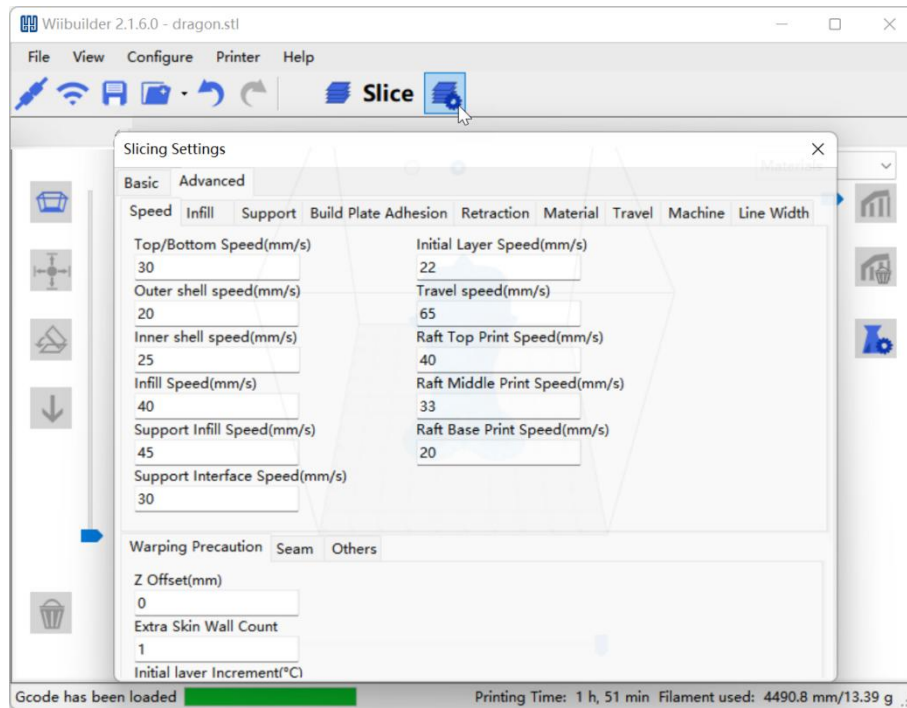 Wiibuilder 2.1.6.0 - dragon.stl
File View Configure Printer Help
Slice
Slicing Settings
Materials
Basic Advanced
Speed Infill Support Build Plate Adhesion Retraction Material Travel Machine Line Width
Top/Bottom Speed(mm/s) Initial Layer Speed(mm/s)
30 22
Outer shell speed(mm/s) Travel speed(mm/s)
20 65
Inner shell speed(mm/s) Raft Top Print Speed(mm/s)
25 40
Infill Speed(mm/s) Raft Middle Print Speed(mm/s)
40 33
Support Infill Speed(mm/s) Raft Base Print Speed(mm/s)
45 20
Support Interface Speed(mm/s)
30
Warping Precaution Seam Others
Z Offset(mm)
0
Extra Skin Wall Count
1
Initial layer Increment(°C)
Gcode has been loaded Printing Time: 1 h, 51 min Filament used: 4490.8 mm/13.39 g